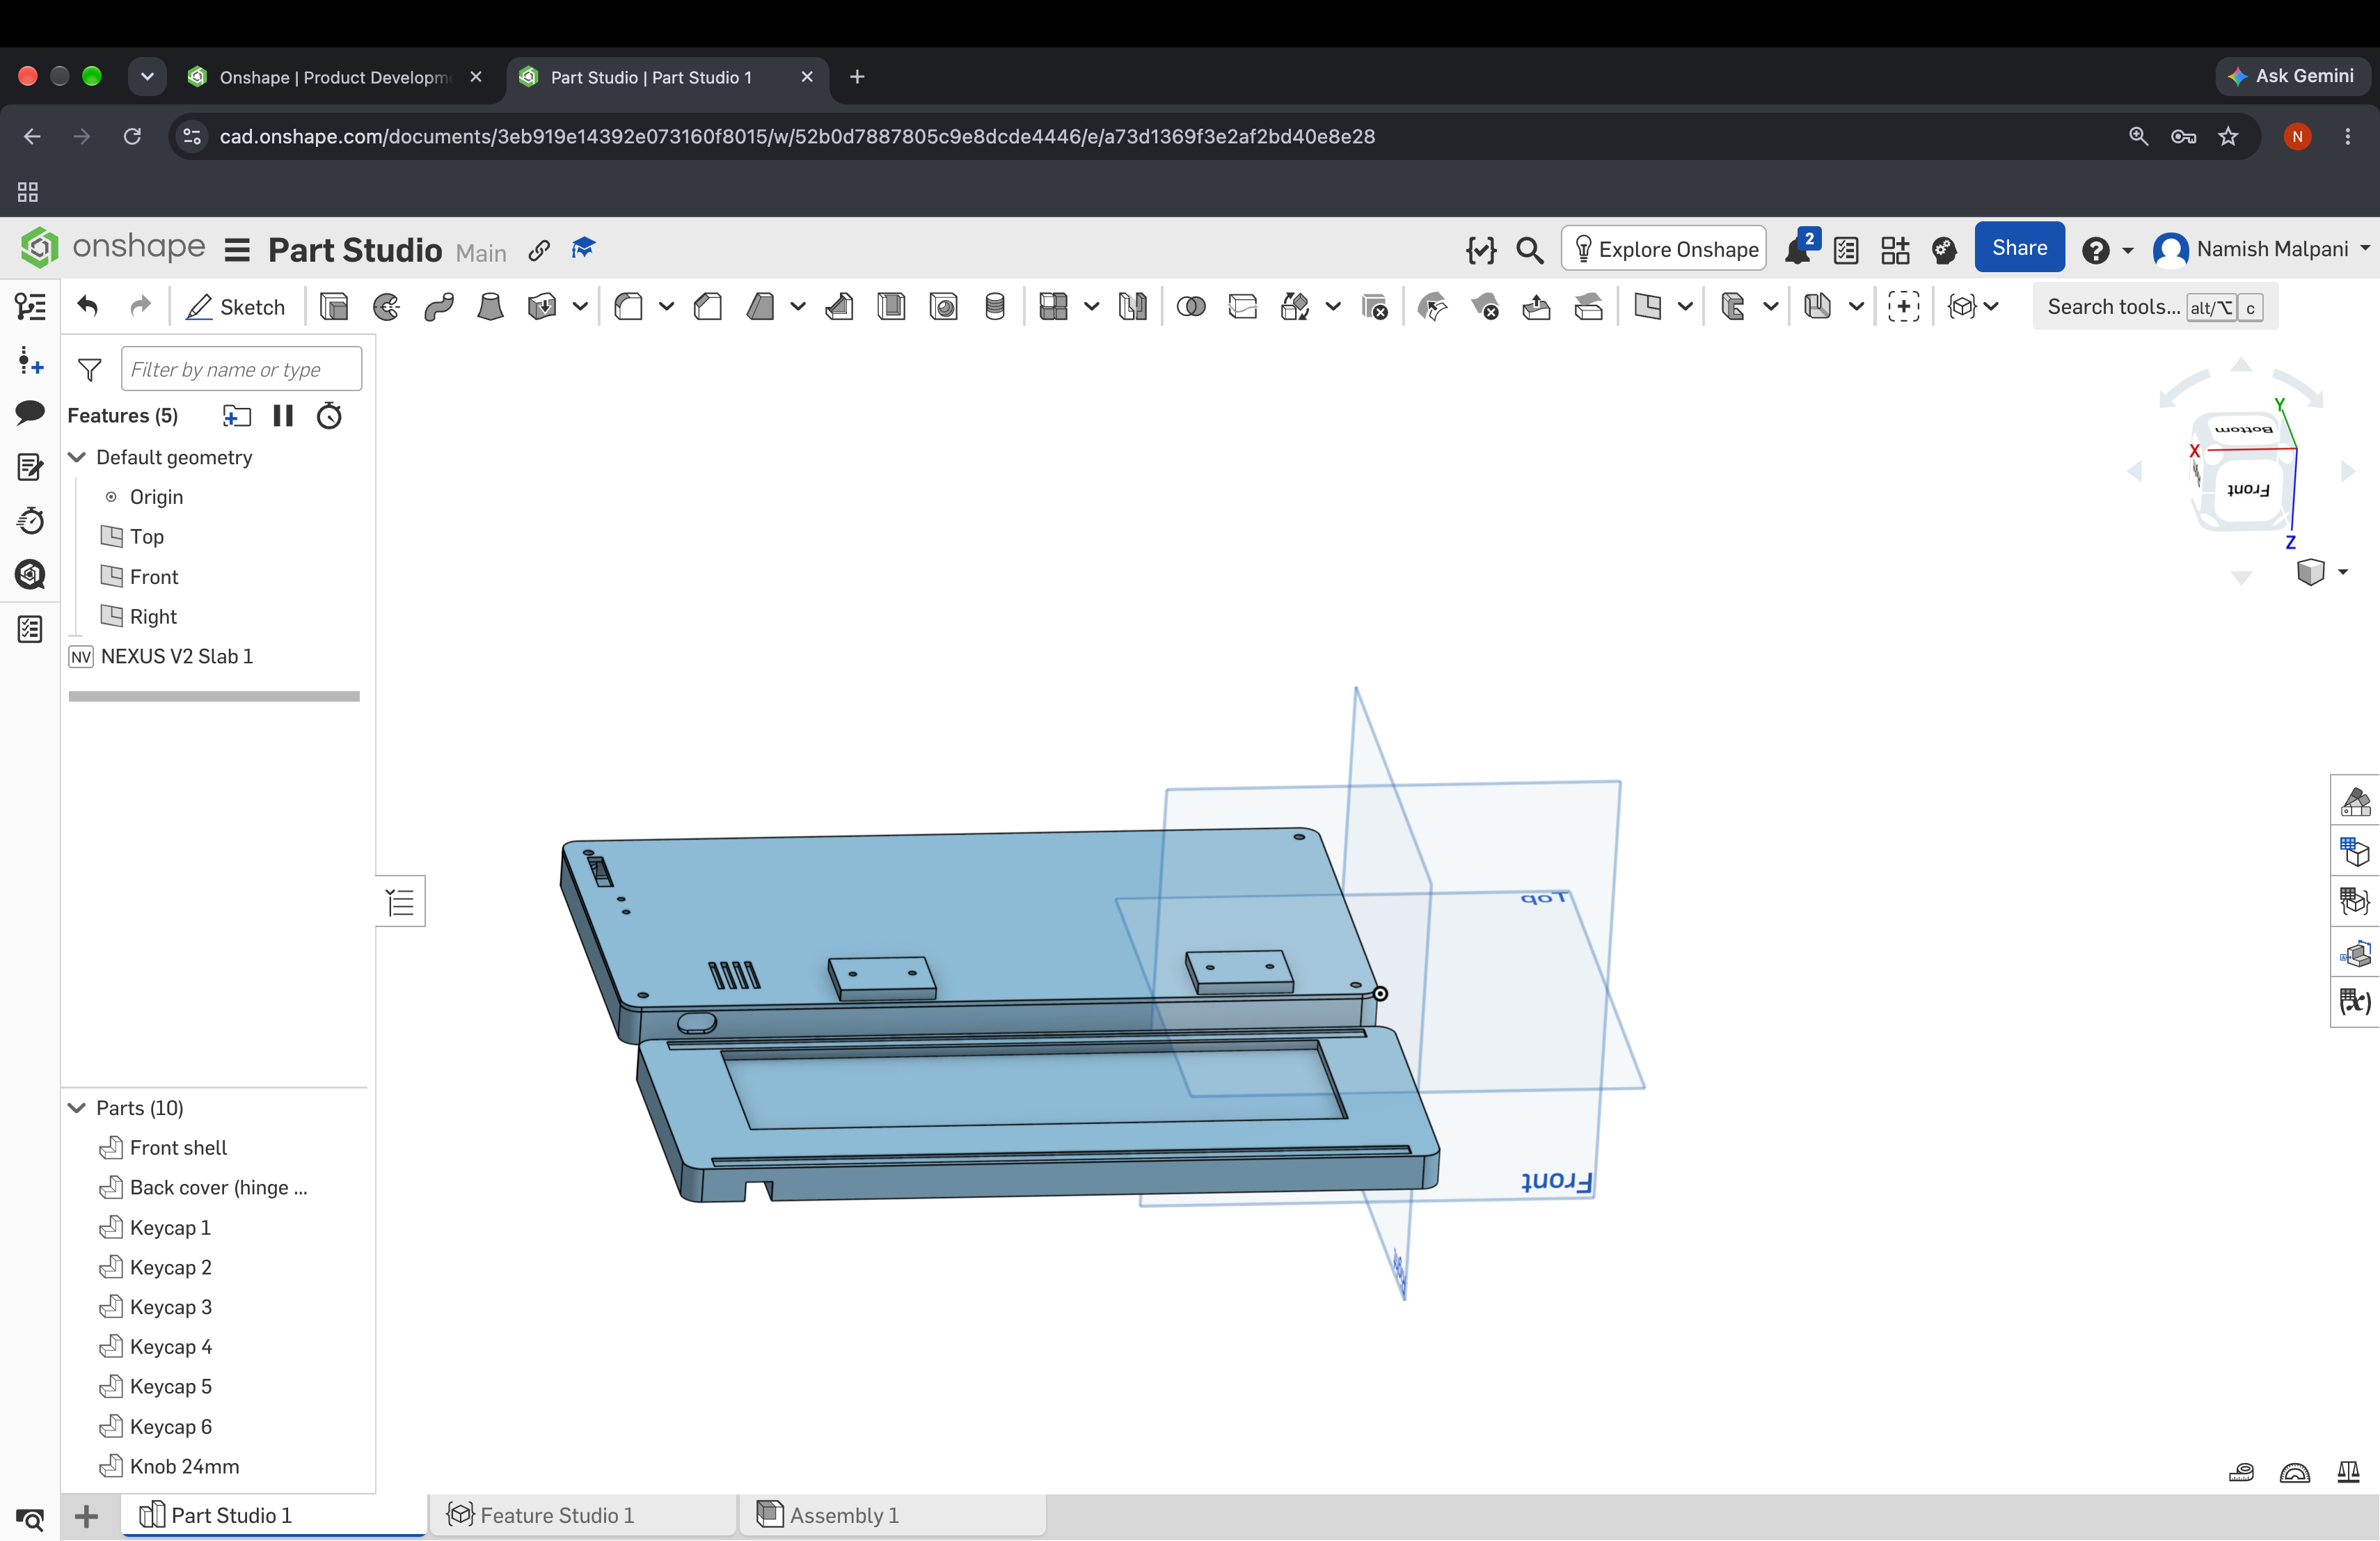 Onshape | Product Developm
Part Studio | Part Studio 1
Ask Gemini
cad.onshape.com/documents/3eb919e14392e073160f8015/w/52b0d7887805c9e8dcde4446/e/a73d1369f3e2af2bd40e8e28
N
onshape
Part Studio
Main
Explore Onshape
2
Share
Namish Malpani
Sketch
Search tools... alt/⌥ c
Filter by name or type
Features (5)
Default geometry
Origin
Top
Front
Right
NV NEXUS V2 Slab 1
Y
Bottom
X
Front
Z
Top
Front
Parts (10)
Front shell
Back cover (hinge ...
Keycap 1
Keycap 2
Keycap 3
Keycap 4
Keycap 5
Keycap 6
Knob 24mm
Part Studio 1
Feature Studio 1
Assembly 1